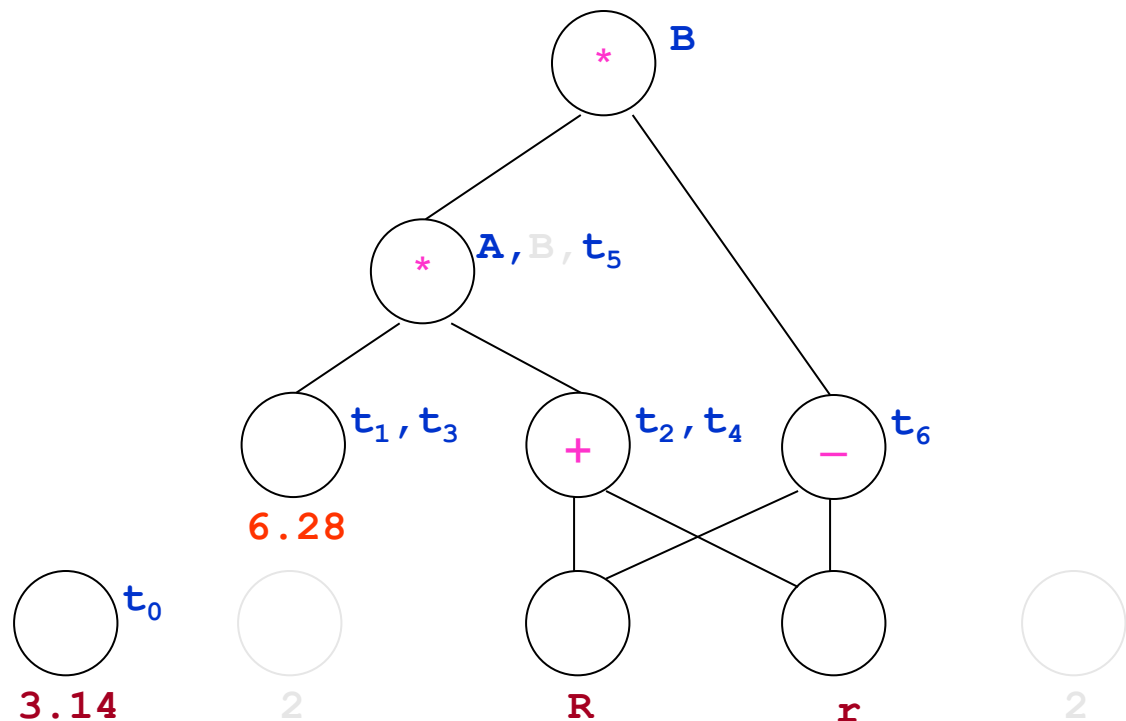 * B
* A,B,t5
t1,t3
+ t2,t4
– t6
6.28
t0
3.14 2 R r 2